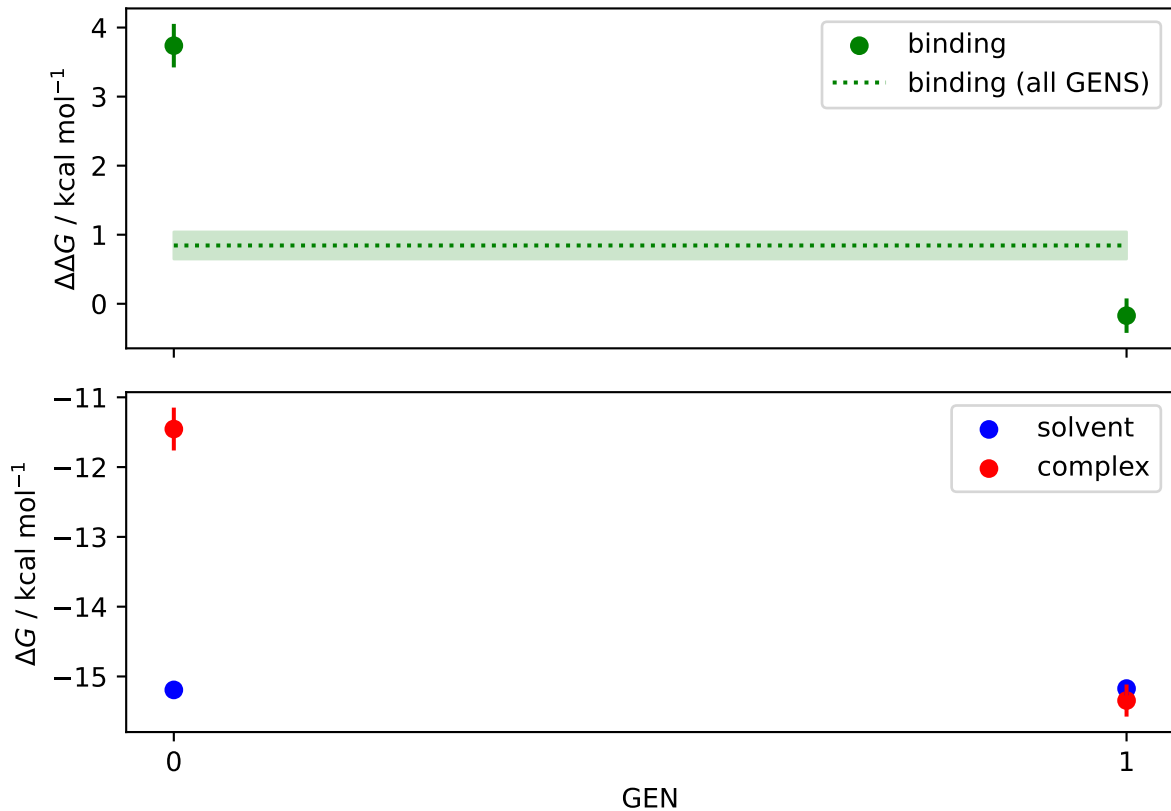 4
3
2
1
0
ΔΔG / kcal mol⁻¹
binding
binding (all GENS)
−11
−12
−13
−14
−15
ΔG / kcal mol⁻¹
solvent
complex
0
1
GEN